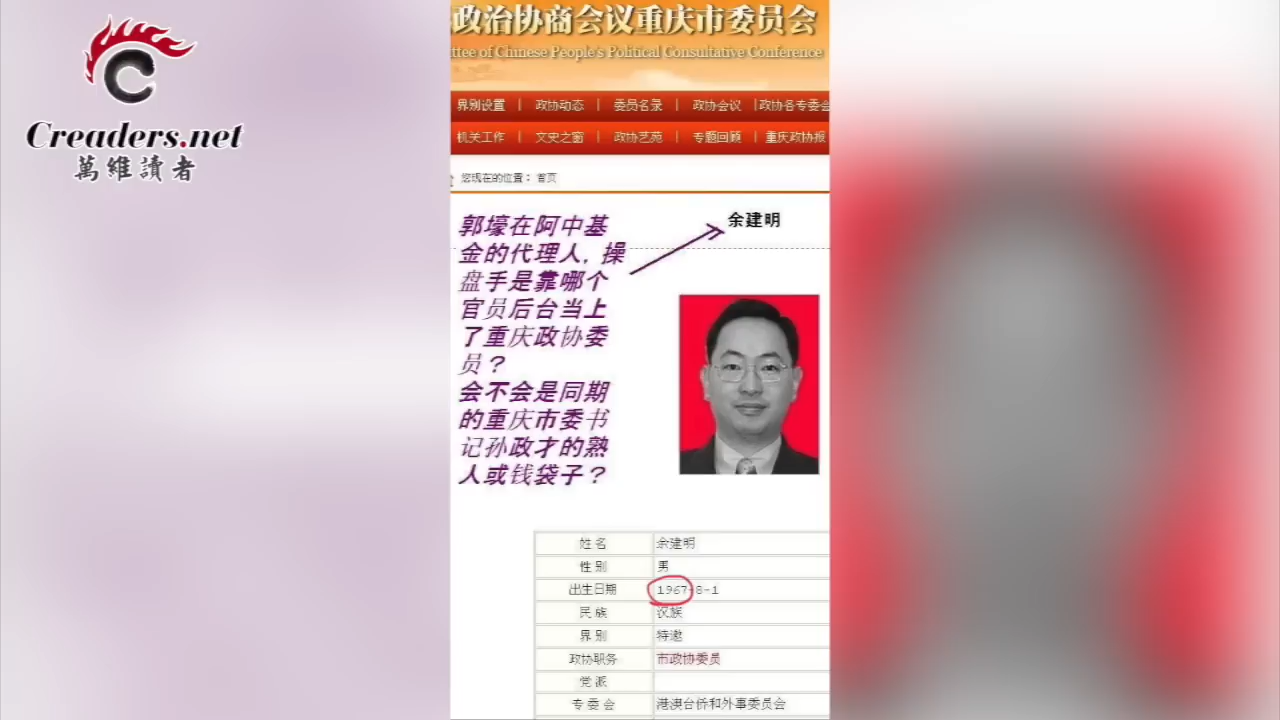 Creaders.net
萬維讀者
政治协商会议重庆市委员会
ttee of Chinese People's Political Consultative Conference
界别设置 | 政协动态 | 委员名录 | 政协会议 | 政协各专委会
机关工作 | 文史之窗 | 政协艺苑 | 专题回顾 | 重庆政协报
您现在的位置： 首页
余建明
郭壕在阿中基
金的代理人, 操
盘手是靠哪个
官员后台当上
了重庆政协委
员？
会不会是同期
的重庆市委书
记孙政才的熟
人或钱袋子？
姓 名 余建明
性 别 男
出生日期 1967-8-1
民 族 汉族
界 别 特邀
政协职务 市政协委员
党 派
专 委 会 港澳台侨和外事委员会